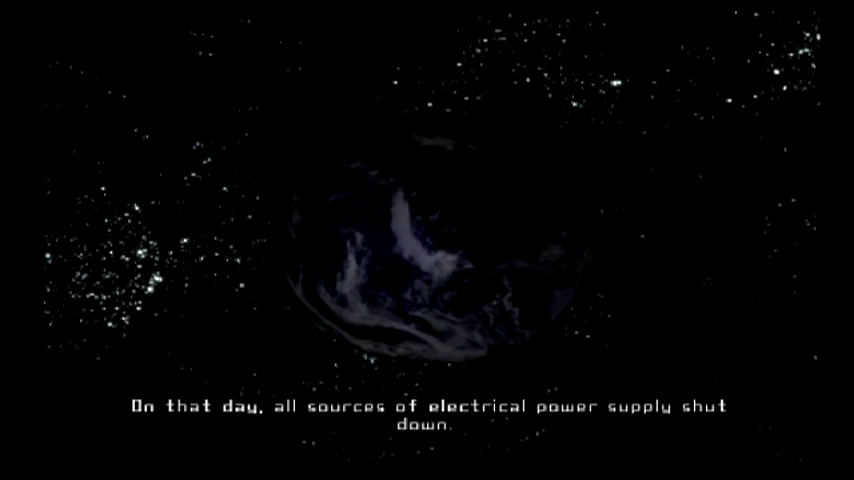 On that day, all sources of electrical power supply shut
down.